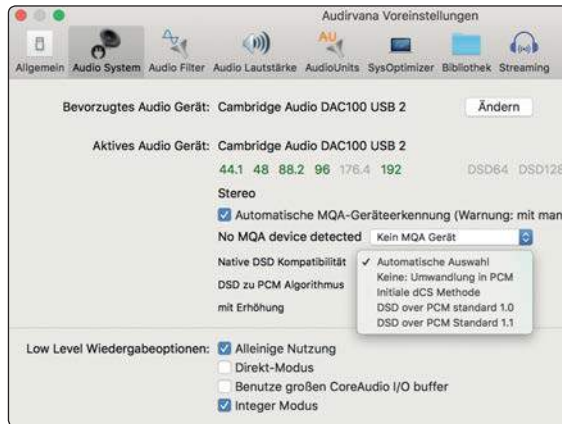 Audirvana Voreinstellungen
Allgemein Audio System Audio Filter Audio Lautstärke AudioUnits SysOptimizer Bibliothek Streaming
Bevorzugtes Audio Gerät: Cambridge Audio DAC100 USB 2 Ändern
Aktives Audio Gerät: Cambridge Audio DAC100 USB 2
44.1 48 88.2 96 176.4 192 DSD64 DSD128
Stereo
Automatische MQA-Geräteerkennung (Warnung: mit man
No MQA device detected Kein MQA Gerät
Native DSD Kompatibilität ✓ Automatische Auswahl
Keine: Umwandlung in PCM
DSD zu PCM Algorithmus Initiale dCS Methode
mit Erhöhung DSD over PCM standard 1.0
DSD over PCM Standard 1.1
Low Level Wiedergabeoptionen: Alleinige Nutzung
Direkt-Modus
Benutze großen CoreAudio I/O buffer
Integer Modus